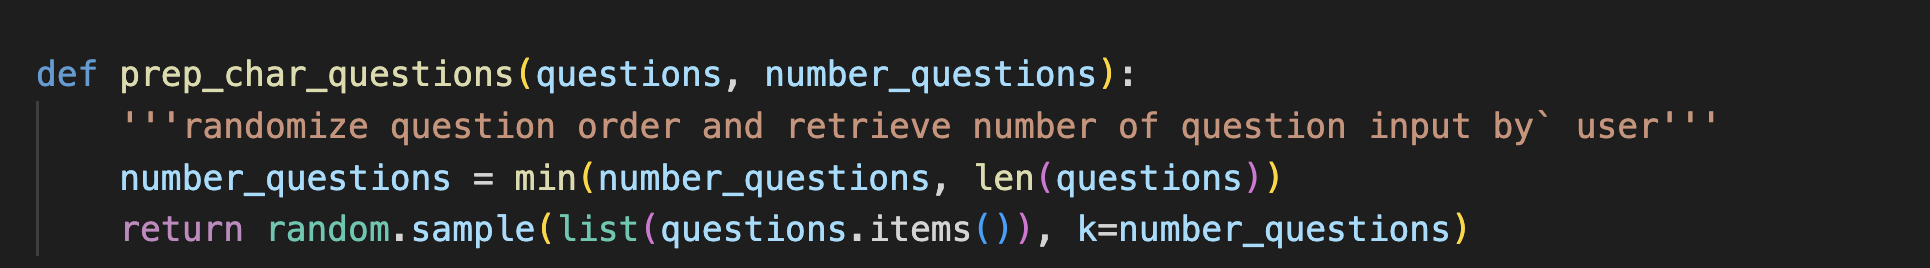 def prep_char_questions(questions, number_questions):
    '''randomize question order and retrieve number of question input by` user'''
    number_questions = min(number_questions, len(questions))
    return random.sample(list(questions.items()), k=number_questions)